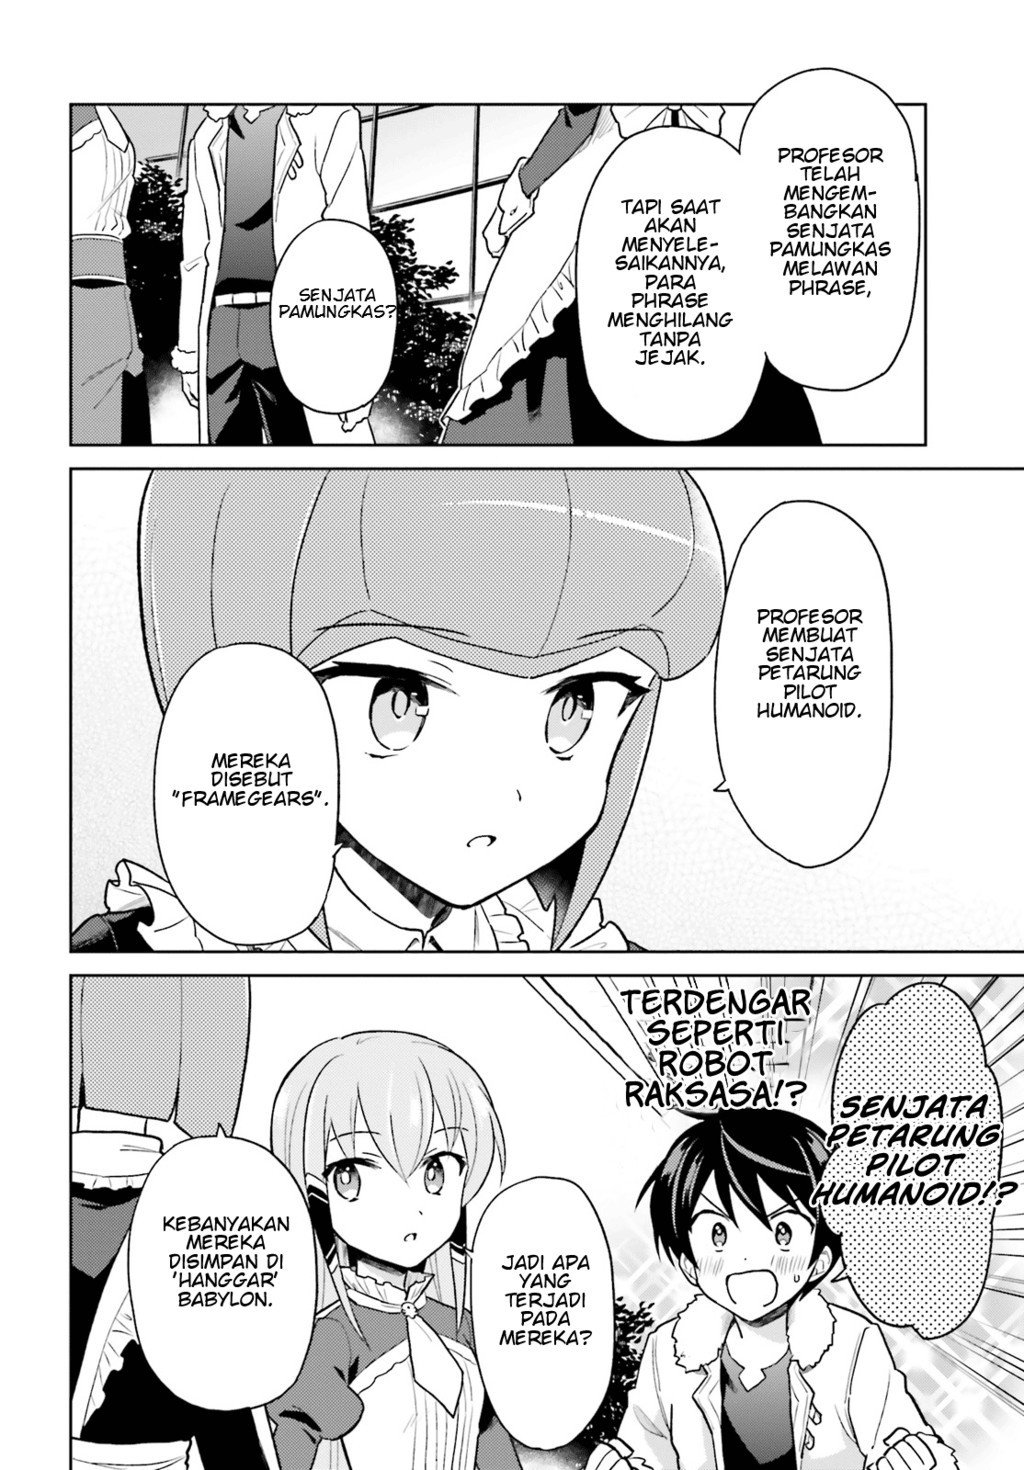 PROFESOR
TELAH
MENGEM-
BANGKAN
SENJATA
PAMUNGKAS
MELAWAN
PHRASE,
TAPI SAAT
AKAN
MENYELE-
SAIKANNYA,
PARA
PHRASE
MENGHILANG
TANPA
JEJAK.
SENJATA
PAMUNGKAS?
PROFESOR
MEMBUAT
SENJATA
PETARUNG
PILOT
HUMANOID.
MEREKA
DISEBUT
"FRAMEGEARS".
SENJATA
PETARUNG
PILOT
HUMANOID!?
TERDENGAR
SEPERTI
ROBOT
RAKSASA!?
JADI APA
YANG
TERJADI
PADA
MEREKA?
KEBANYAKAN
MEREKA
DISIMPAN DI
'HANGGAR'
BABYLON.